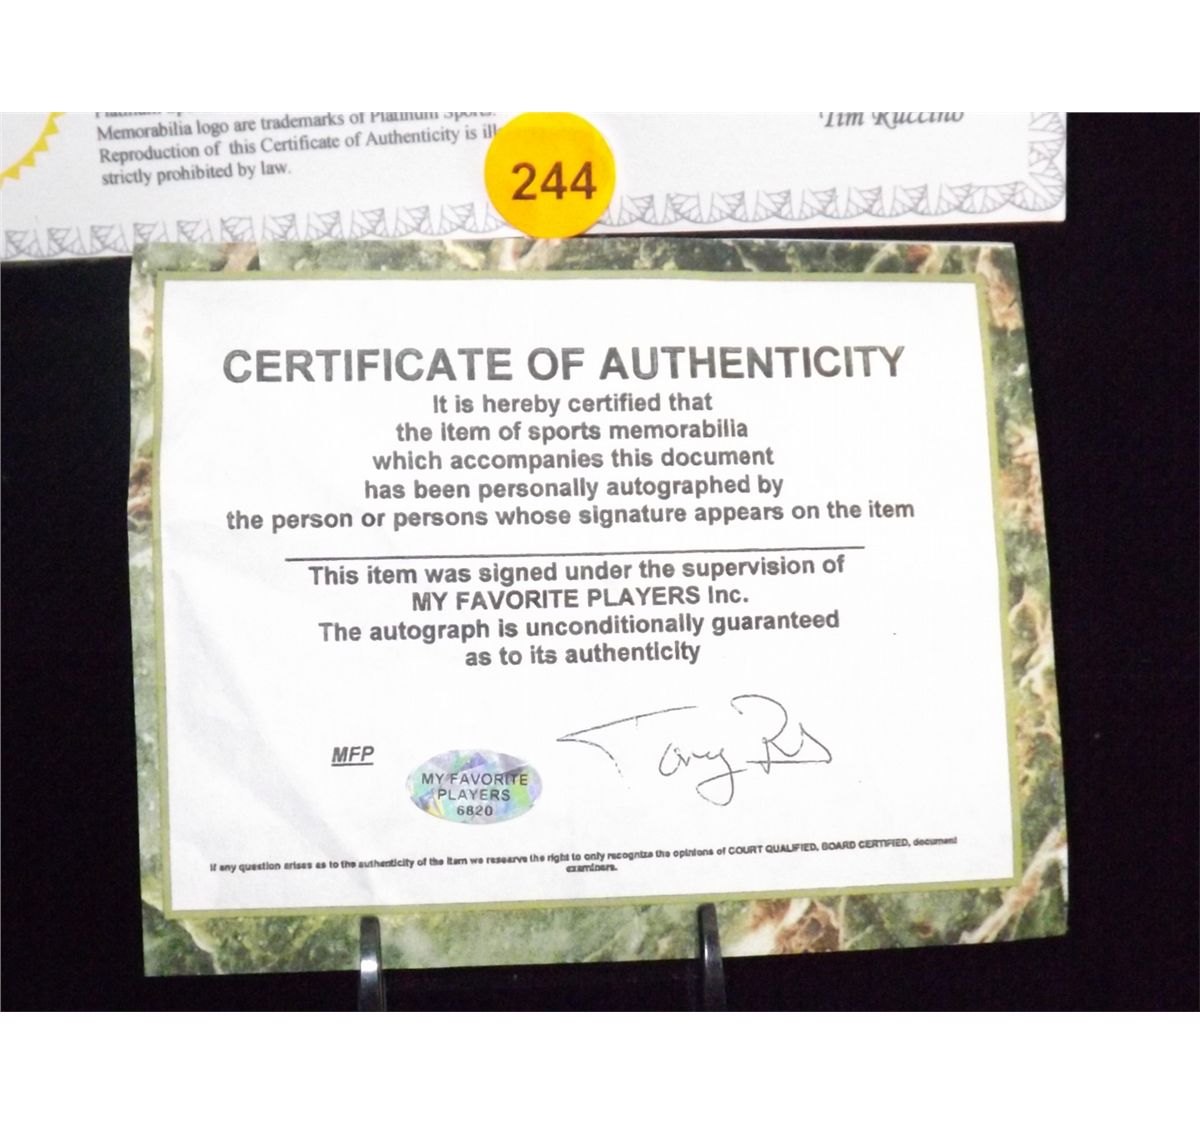 Memorabilia logo are trademarks of Platinum Sports.
Reproduction of this Certificate of Authenticity is
strictly prohibited by law.
Tim Ruccino
244
CERTIFICATE OF AUTHENTICITY
It is hereby certified that
the item of sports memorabilia
which accompanies this document
has been personally autographed by
the person or persons whose signature appears on the item
This item was signed under the supervision of
MY FAVORITE PLAYERS Inc.
The autograph is unconditionally guaranteed
as to its authenticity
MFP
MY FAVORITE
PLAYERS
6820
Tony
If any question arises as to the authenticity of the item we reserve the right to only recognize the opinions of COURT QUALIFIED, BOARD CERTIFIED, document
examiners.